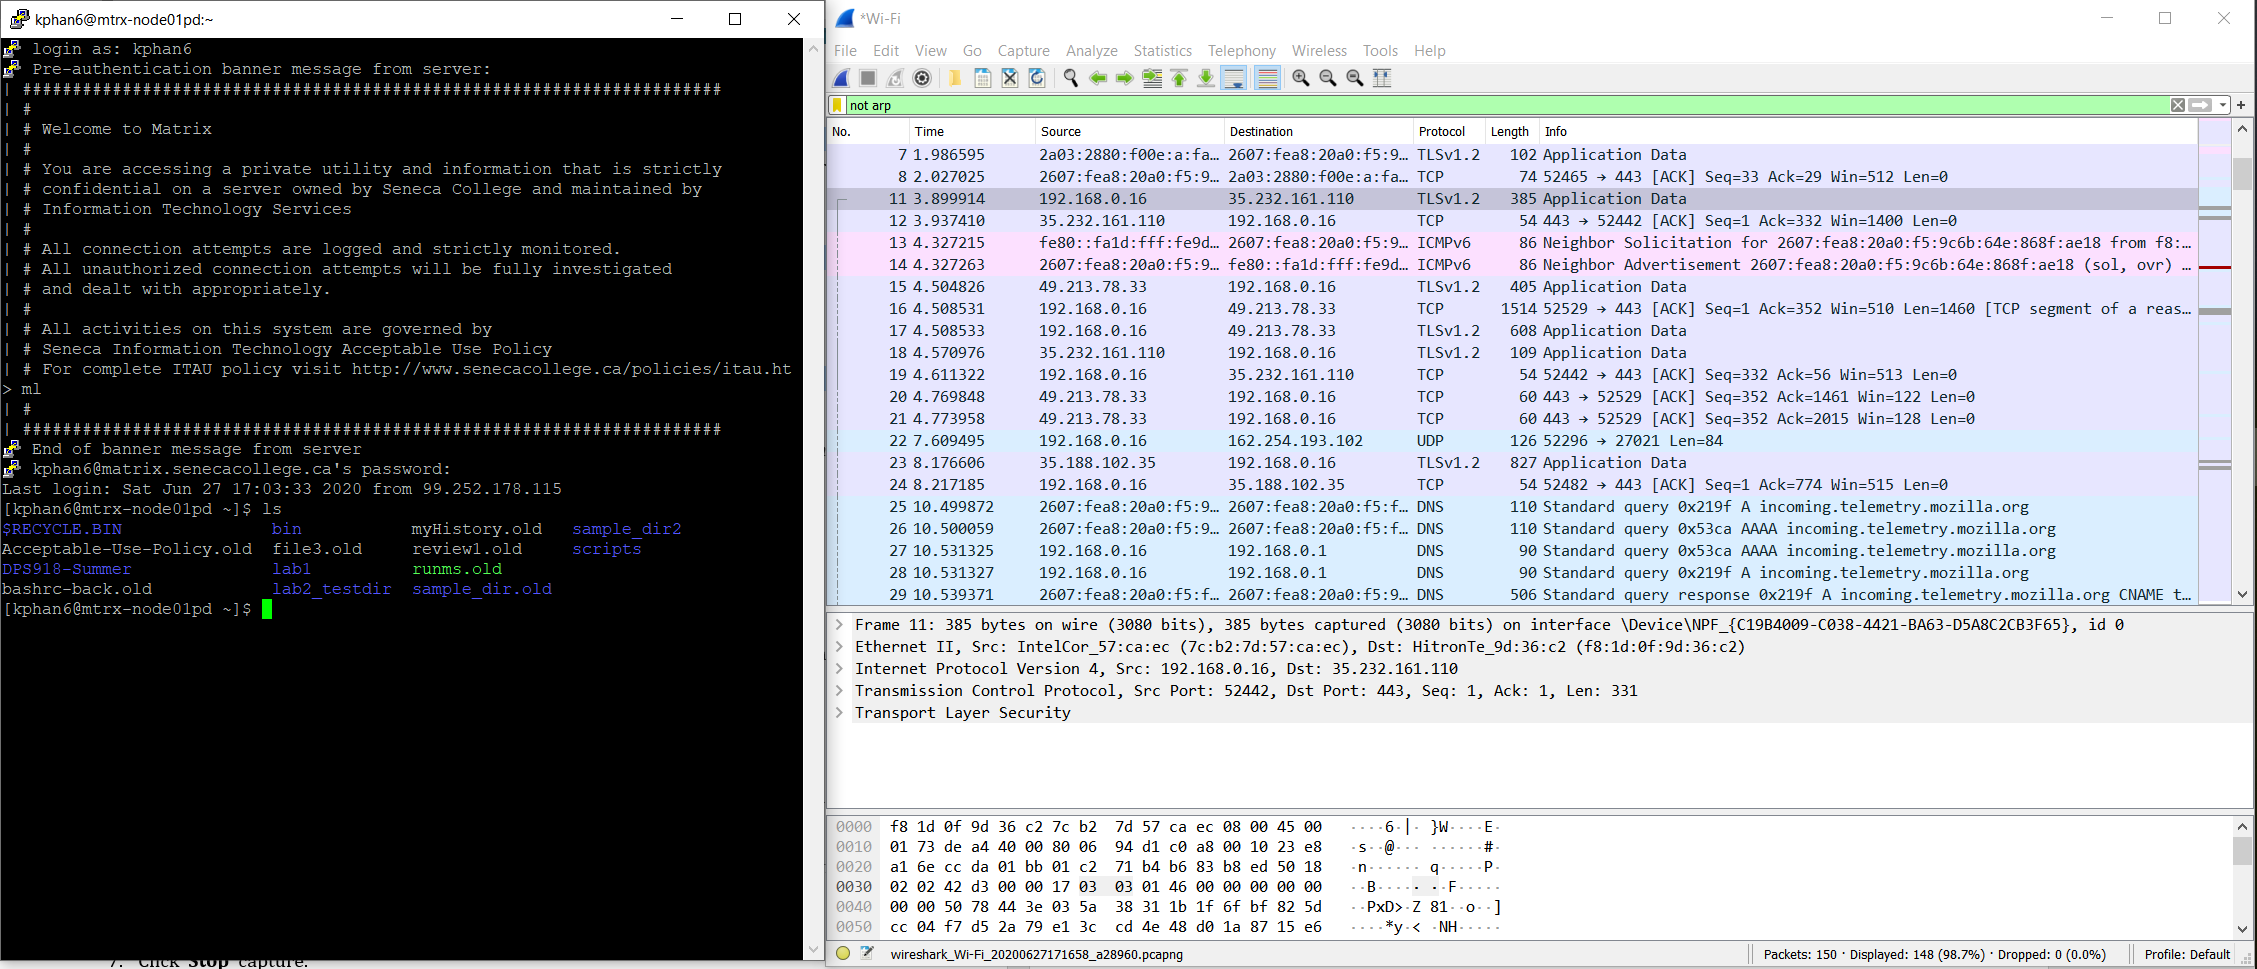 kphan6@mtrx-node01pd:~
login as: kphan6
Pre-authentication banner message from server:
| ######################################################################
| #
| # Welcome to Matrix
| #
| # You are accessing a private utility and information that is strictly
| # confidential on a server owned by Seneca College and maintained by
| # Information Technology Services
| #
| # All connection attempts are logged and strictly monitored.
| # All unauthorized connection attempts will be fully investigated
| # and dealt with appropriately.
| #
| # All activities on this system are governed by
| # Seneca Information Technology Acceptable Use Policy
| # For complete ITAU policy visit http://www.senecacollege.ca/policies/itau.ht
> ml
| #
| ######################################################################
End of banner message from server
kphan6@matrix.senecacollege.ca's password:
Last login: Sat Jun 27 17:03:33 2020 from 99.252.178.115
[kphan6@mtrx-node01pd ~]$ ls
$RECYCLE.BIN bin myHistory.old sample_dir2
Acceptable-Use-Policy.old file3.old review1.old scripts
DPS918-Summer lab1 runms.old
bashrc-back.old lab2_testdir sample_dir.old
[kphan6@mtrx-node01pd ~]$
7. Click Stop capture.
*Wi-Fi
File Edit View Go Capture Analyze Statistics Telephony Wireless Tools Help
not arp
No. Time Source Destination Protocol Length Info
7 1.986595 2a03:2880:f00e:a:fa… 2607:fea8:20a0:f5:9… TLSv1.2 102 Application Data
8 2.027025 2607:fea8:20a0:f5:9… 2a03:2880:f00e:a:fa… TCP 74 52465 → 443 [ACK] Seq=33 Ack=29 Win=512 Len=0
11 3.899914 192.168.0.16 35.232.161.110 TLSv1.2 385 Application Data
12 3.937410 35.232.161.110 192.168.0.16 TCP 54 443 → 52442 [ACK] Seq=1 Ack=332 Win=1400 Len=0
13 4.327215 fe80::fa1d:fff:fe9d… 2607:fea8:20a0:f5:9… ICMPv6 86 Neighbor Solicitation for 2607:fea8:20a0:f5:9c6b:64e:868f:ae18 from f8:…
14 4.327263 2607:fea8:20a0:f5:9… fe80::fa1d:fff:fe9d… ICMPv6 86 Neighbor Advertisement 2607:fea8:20a0:f5:9c6b:64e:868f:ae18 (sol, ovr) …
15 4.504826 49.213.78.33 192.168.0.16 TLSv1.2 405 Application Data
16 4.508531 192.168.0.16 49.213.78.33 TCP 1514 52529 → 443 [ACK] Seq=1 Ack=352 Win=510 Len=1460 [TCP segment of a reas…
17 4.508533 192.168.0.16 49.213.78.33 TLSv1.2 608 Application Data
18 4.570976 35.232.161.110 192.168.0.16 TLSv1.2 109 Application Data
19 4.611322 192.168.0.16 35.232.161.110 TCP 54 52442 → 443 [ACK] Seq=332 Ack=56 Win=513 Len=0
20 4.769848 49.213.78.33 192.168.0.16 TCP 60 443 → 52529 [ACK] Seq=352 Ack=1461 Win=122 Len=0
21 4.773958 49.213.78.33 192.168.0.16 TCP 60 443 → 52529 [ACK] Seq=352 Ack=2015 Win=128 Len=0
22 7.609495 192.168.0.16 162.254.193.102 UDP 126 52296 → 27021 Len=84
23 8.176606 35.188.102.35 192.168.0.16 TLSv1.2 827 Application Data
24 8.217185 192.168.0.16 35.188.102.35 TCP 54 52482 → 443 [ACK] Seq=1 Ack=774 Win=515 Len=0
25 10.499872 2607:fea8:20a0:f5:9… 2607:fea8:20a0:f5:f… DNS 110 Standard query 0x219f A incoming.telemetry.mozilla.org
26 10.500059 2607:fea8:20a0:f5:9… 2607:fea8:20a0:f5:f… DNS 110 Standard query 0x53ca AAAA incoming.telemetry.mozilla.org
27 10.531325 192.168.0.16 192.168.0.1 DNS 90 Standard query 0x53ca AAAA incoming.telemetry.mozilla.org
28 10.531327 192.168.0.16 192.168.0.1 DNS 90 Standard query 0x219f A incoming.telemetry.mozilla.org
29 10.539371 2607:fea8:20a0:f5:f… 2607:fea8:20a0:f5:9… DNS 506 Standard query response 0x219f A incoming.telemetry.mozilla.org CNAME t…
Frame 11: 385 bytes on wire (3080 bits), 385 bytes captured (3080 bits) on interface \Device\NPF_{C19B4009-C038-4421-BA63-D5A8C2CB3F65}, id 0
Ethernet II, Src: IntelCor_57:ca:ec (7c:b2:7d:57:ca:ec), Dst: HitronTe_9d:36:c2 (f8:1d:0f:9d:36:c2)
Internet Protocol Version 4, Src: 192.168.0.16, Dst: 35.232.161.110
Transmission Control Protocol, Src Port: 52442, Dst Port: 443, Seq: 1, Ack: 1, Len: 331
Transport Layer Security
0000 f8 1d 0f 9d 36 c2 7c b2 7d 57 ca ec 08 00 45 00 ····6·|· }W····E·
0010 01 73 de a4 40 00 80 06 94 d1 c0 a8 00 10 23 e8 ·s··@··· ······#·
0020 a1 6e cc da 01 bb 01 c2 71 b4 b6 83 b8 ed 50 18 ·n······ q·····P·
0030 02 02 42 d3 00 00 17 03 03 01 46 00 00 00 00 00 ··B····· ··F·····
0040 00 00 50 78 44 3e 03 5a 38 31 1b 1f 6f bf 82 5d ··PxD>·Z 81··o··]
0050 cc 04 f7 d5 2a 79 e1 3c cd 4e 48 d0 1a 87 15 e6 ····*y·< ·NH·····
wireshark_Wi-Fi_20200627171658_a28960.pcapng
Packets: 150 · Displayed: 148 (98.7%) · Dropped: 0 (0.0%)
Profile: Default